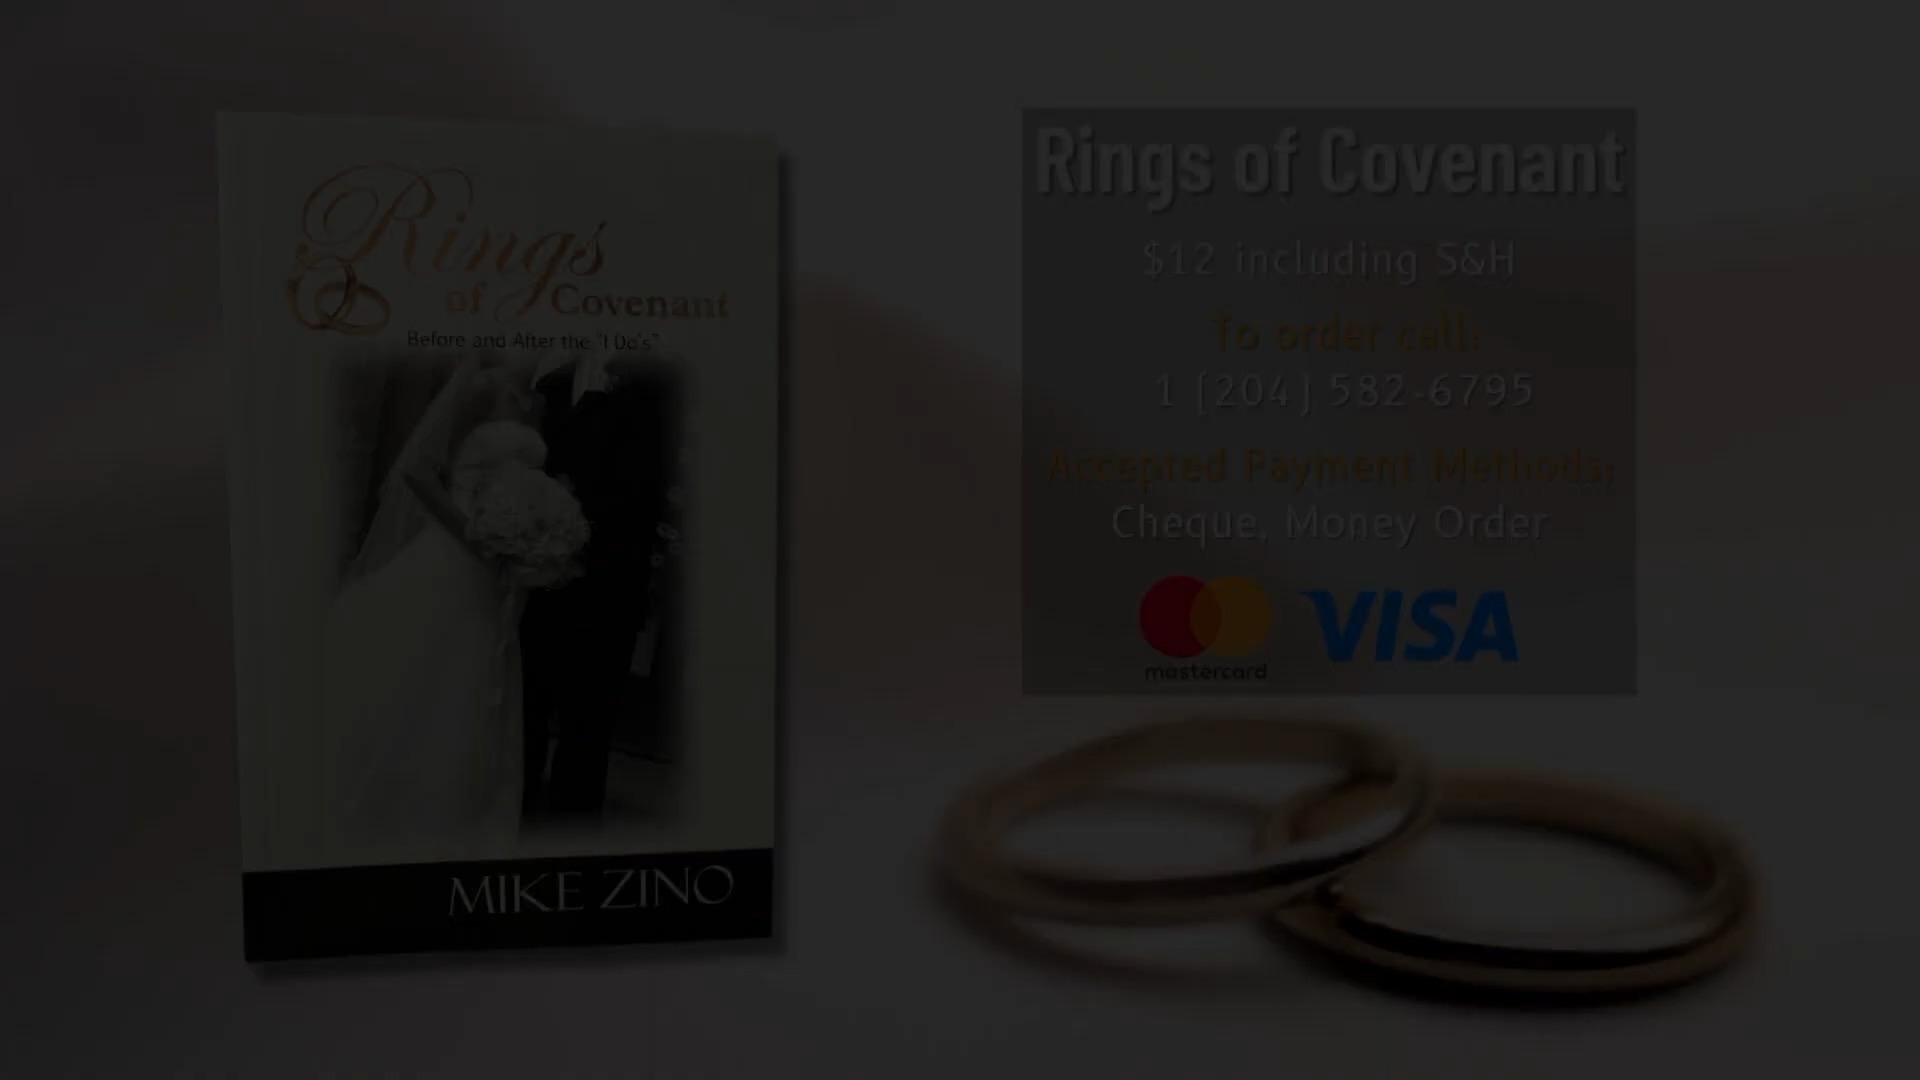 Rings
of Covenant
Before and After the "I Do's"
MIKE ZINO
Rings of Covenant
$12 including S&H
To order call:
1 (204) 582-6795
Accepted Payment Methods:
Cheque, Money Order
mastercard
VISA